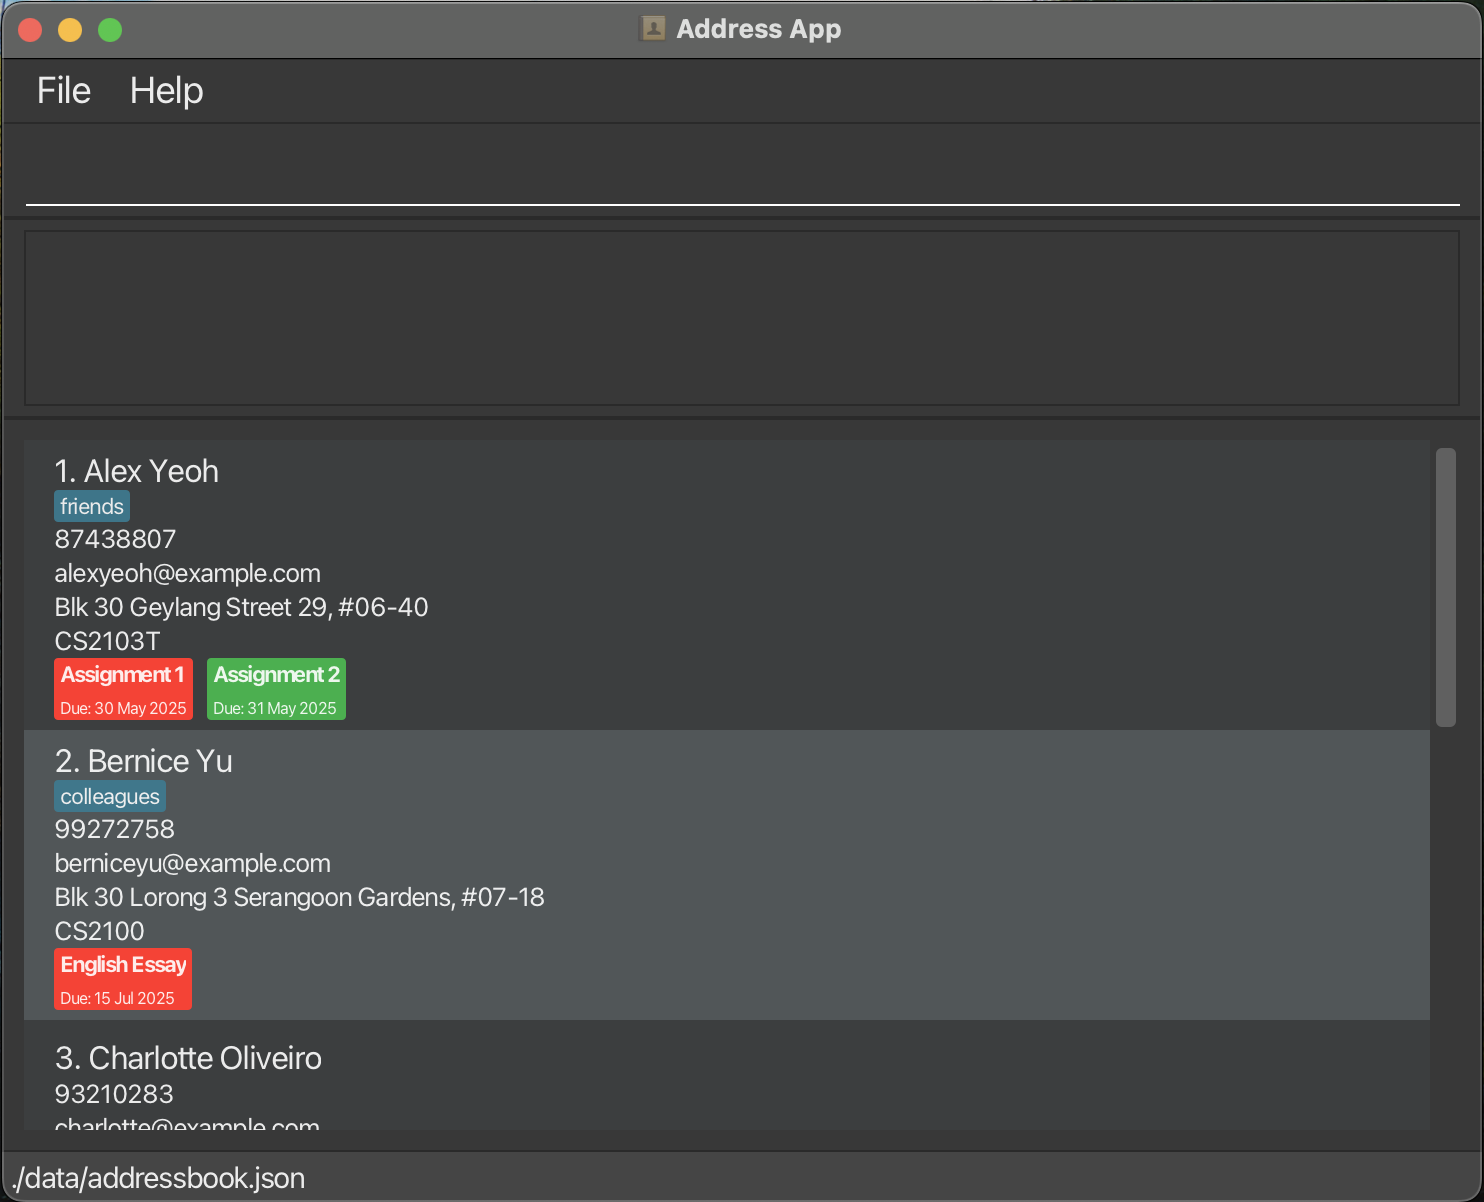 Address App
File Help
1. Alex Yeoh
friends
87438807
alexyeoh@example.com
Blk 30 Geylang Street 29, #06-40
CS2103T
Assignment 1 Assignment 2
Due: 30 May 2025 Due: 31 May 2025
2. Bernice Yu
colleagues
99272758
berniceyu@example.com
Blk 30 Lorong 3 Serangoon Gardens, #07-18
CS2100
English Essay
Due: 15 Jul 2025
3. Charlotte Oliveiro
93210283
charlotte@example.com
./data/addressbook.json